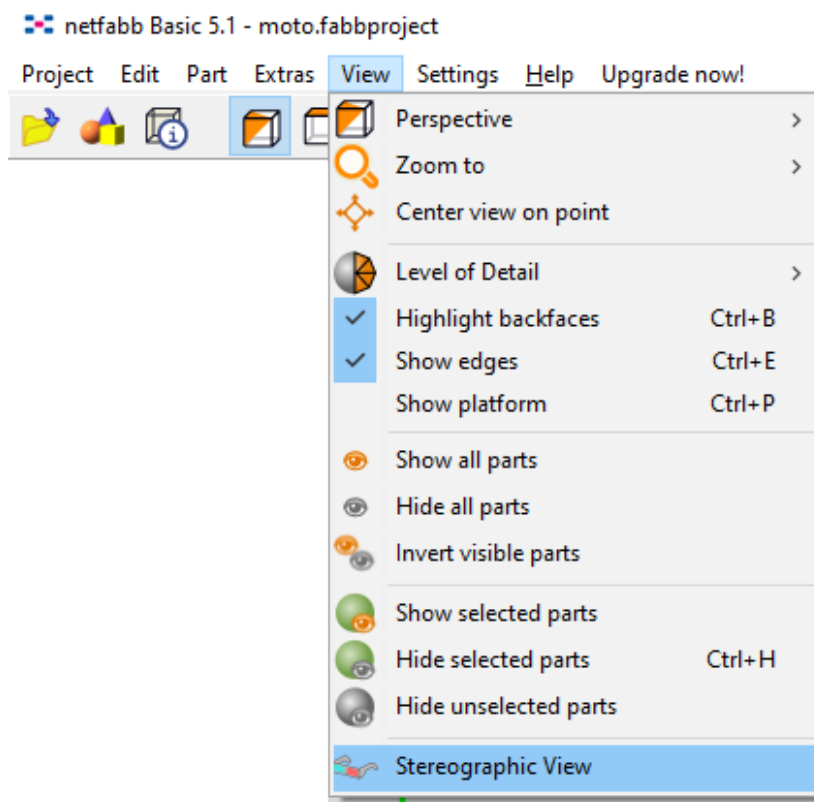 netfabb Basic 5.1 - moto.fabbproject
Project Edit Part Extras View Settings Help Upgrade now!
Perspective
Zoom to
Center view on point
Level of Detail
Highlight backfaces Ctrl+B
Show edges Ctrl+E
Show platform Ctrl+P
Show all parts
Hide all parts
Invert visible parts
Show selected parts
Hide selected parts Ctrl+H
Hide unselected parts
Stereographic View